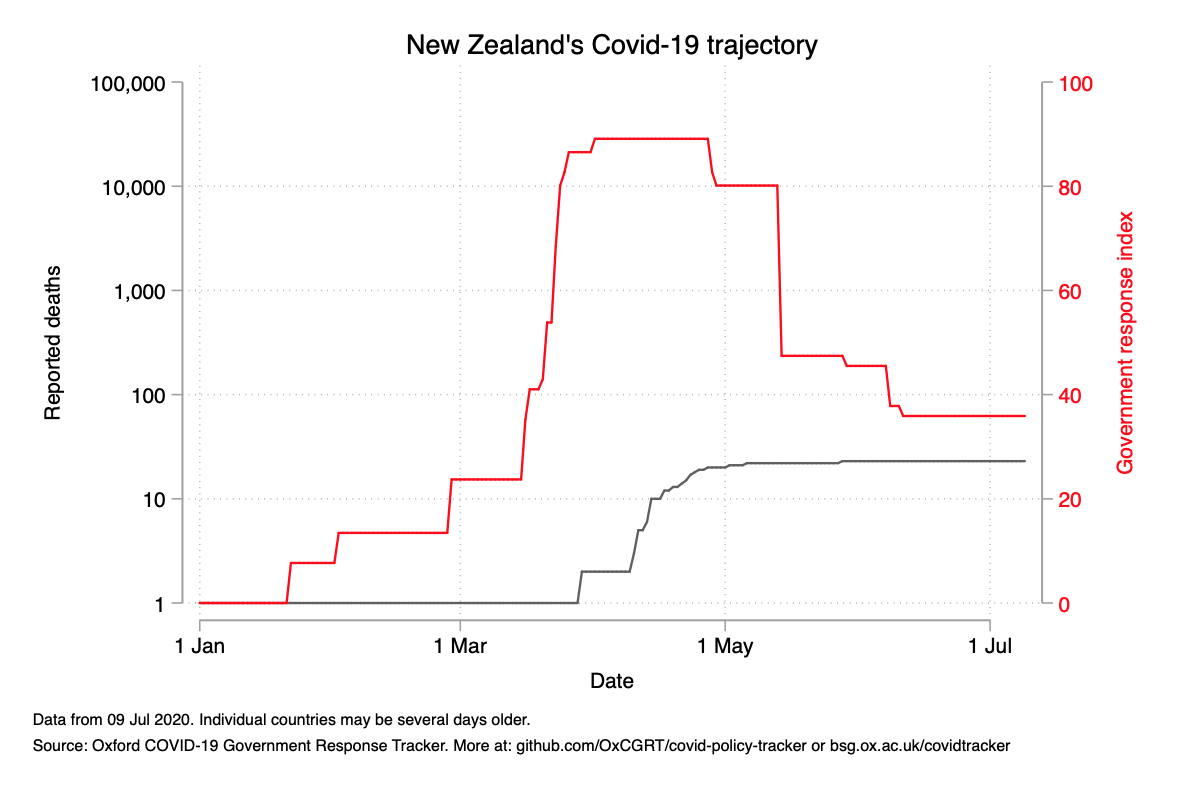 New Zealand's Covid-19 trajectory
100,000
10,000
1,000
100
10
1
Reported deaths
100
80
60
40
20
0
Government response index
1 Jan
1 Mar
1 May
1 Jul
Date
Data from 09 Jul 2020. Individual countries may be several days older.
Source: Oxford COVID-19 Government Response Tracker. More at: github.com/OxCGRT/covid-policy-tracker or bsg.ox.ac.uk/covidtracker